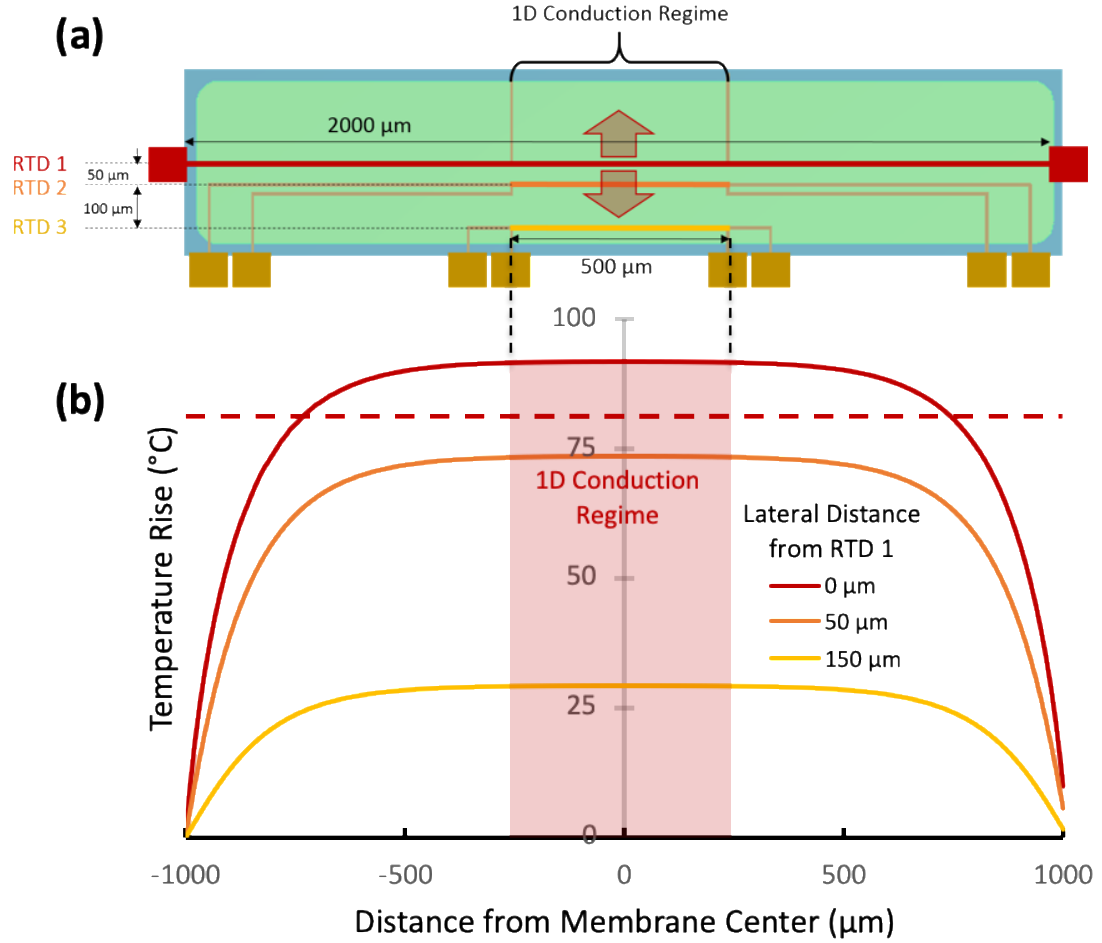 1D Conduction Regime
(a)
2000 µm
RTD 1
50 µm
RTD 2
100 µm
RTD 3
500 µm
100
(b)
75
1D Conduction
Regime
Lateral Distance
from RTD 1
0 µm
50 µm
150 µm
50
25
0
Temperature Rise (°C)
-1000
-500
0
500
1000
Distance from Membrane Center (µm)